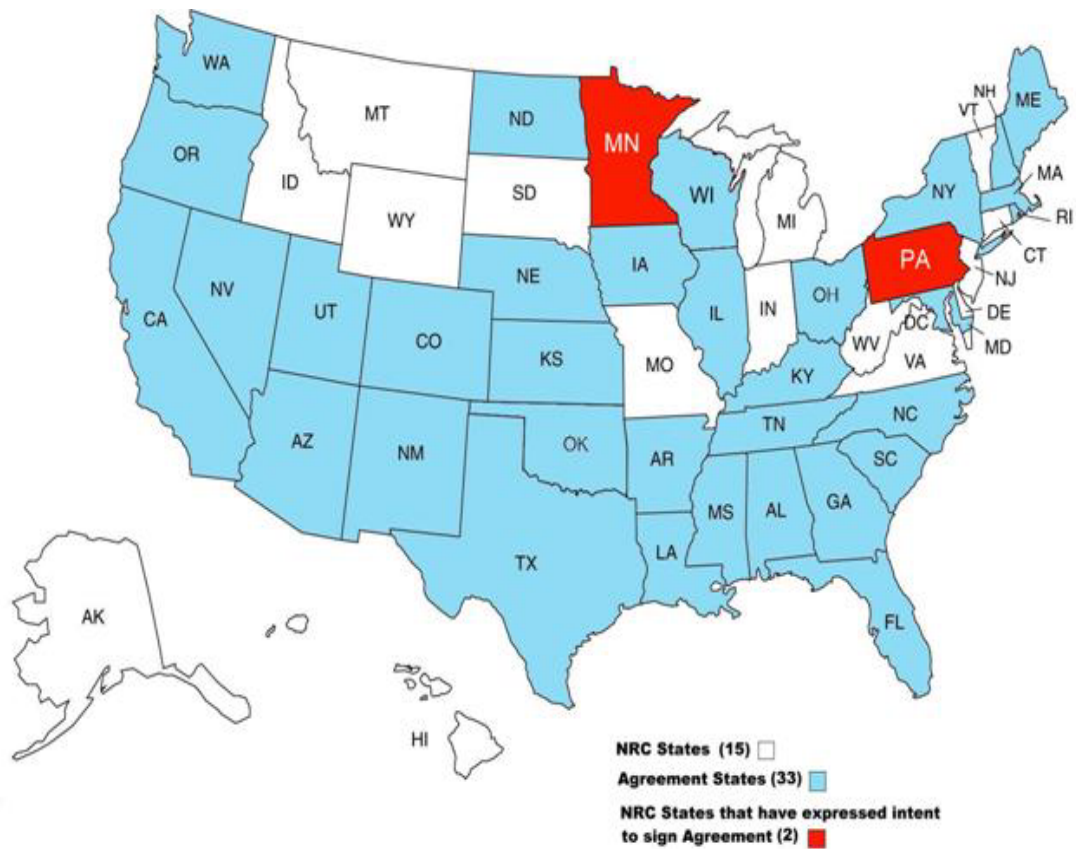 WA
MT
ND
MN
NH
VT
ME
OR
ID
SD
WI
NY
MA
WY
MI
RI
CT
PA
NJ
NE
IA
NV
UT
CA
CO
IL
IN
OH
DE
DC
MD
WV
VA
KS
MO
KY
NC
TN
AZ
NM
OK
AR
SC
MS
AL
GA
LA
TX
FL
AK
HI
NRC States (15)
Agreement States (33)
NRC States that have expressed intent
to sign Agreement (2)